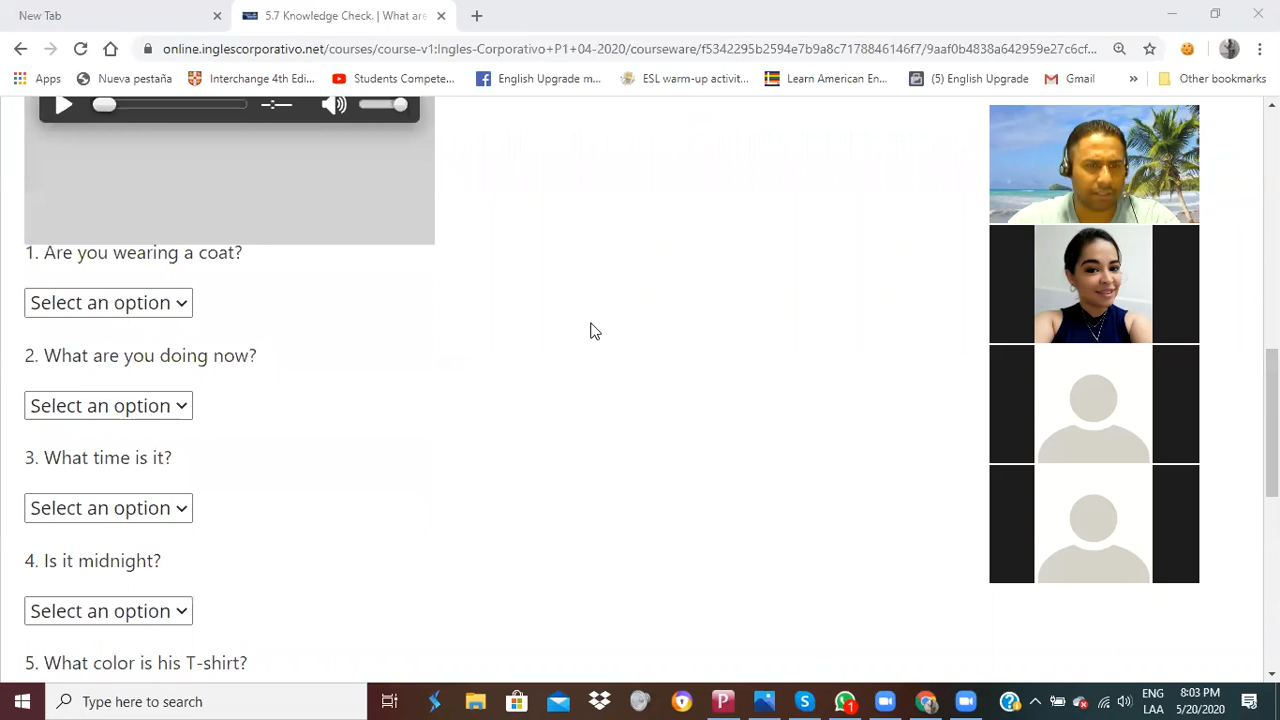 New Tab
5.7 Knowledge Check. | What are
online.inglescorporativo.net/courses/course-v1:Ingles-Corporativo+P1+04-2020/courseware/f5342295b2594e7b9a8c7178846146f7/9aaf0b4838a642959e27c6cf...
Apps Nueva pestaña Interchange 4th Edi... Students Compete... English Upgrade m... ESL warm-up activit... Learn American En... (5) English Upgrade Gmail » Other bookmarks
1. Are you wearing a coat?
Select an option
2. What are you doing now?
Select an option
3. What time is it?
Select an option
4. Is it midnight?
Select an option
5. What color is his T-shirt?
Type here to search
1
ENG
LAA
8:03 PM
5/20/2020